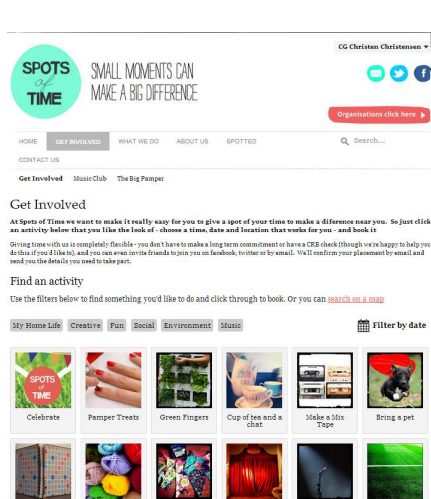 CG Christen Christensen
SPOTS
of
TIME
SMALL MOMENTS CAN
MAKE A BIG DIFFERENCE
Organisations click here
HOME GET INVOLVED WHAT WE DO ABOUT US SPOTTED
Search...
CONTACT US
Get Involved Music Club The Big Pamper
Get Involved
At Spots of Time we want to make it really easy for you to give a spot of your time to make a diference near you. So just click
an activity below that you like the look of - choose a time, date and location that works for you - and book it
Giving time with us is completely flexible - you don't have to make a long term commitment or have a CRB check (though we're happy to help you
do this if you'd like to), and you can even invite friends to join you on facebook, twitter or by email. We'll confirm your placement by email and
send you the details you need to take part.
Find an activity
Use the filters below to find something you'd like to do and click through to book. Or you can search on a map
My Home Life Creative Fun Social Environment Music
Filter by date
SPOTS
of
TIME
Celebrate Pamper Treats Green Fingers Cup of tea and a Make a Mix Bring a pet
chat Tape